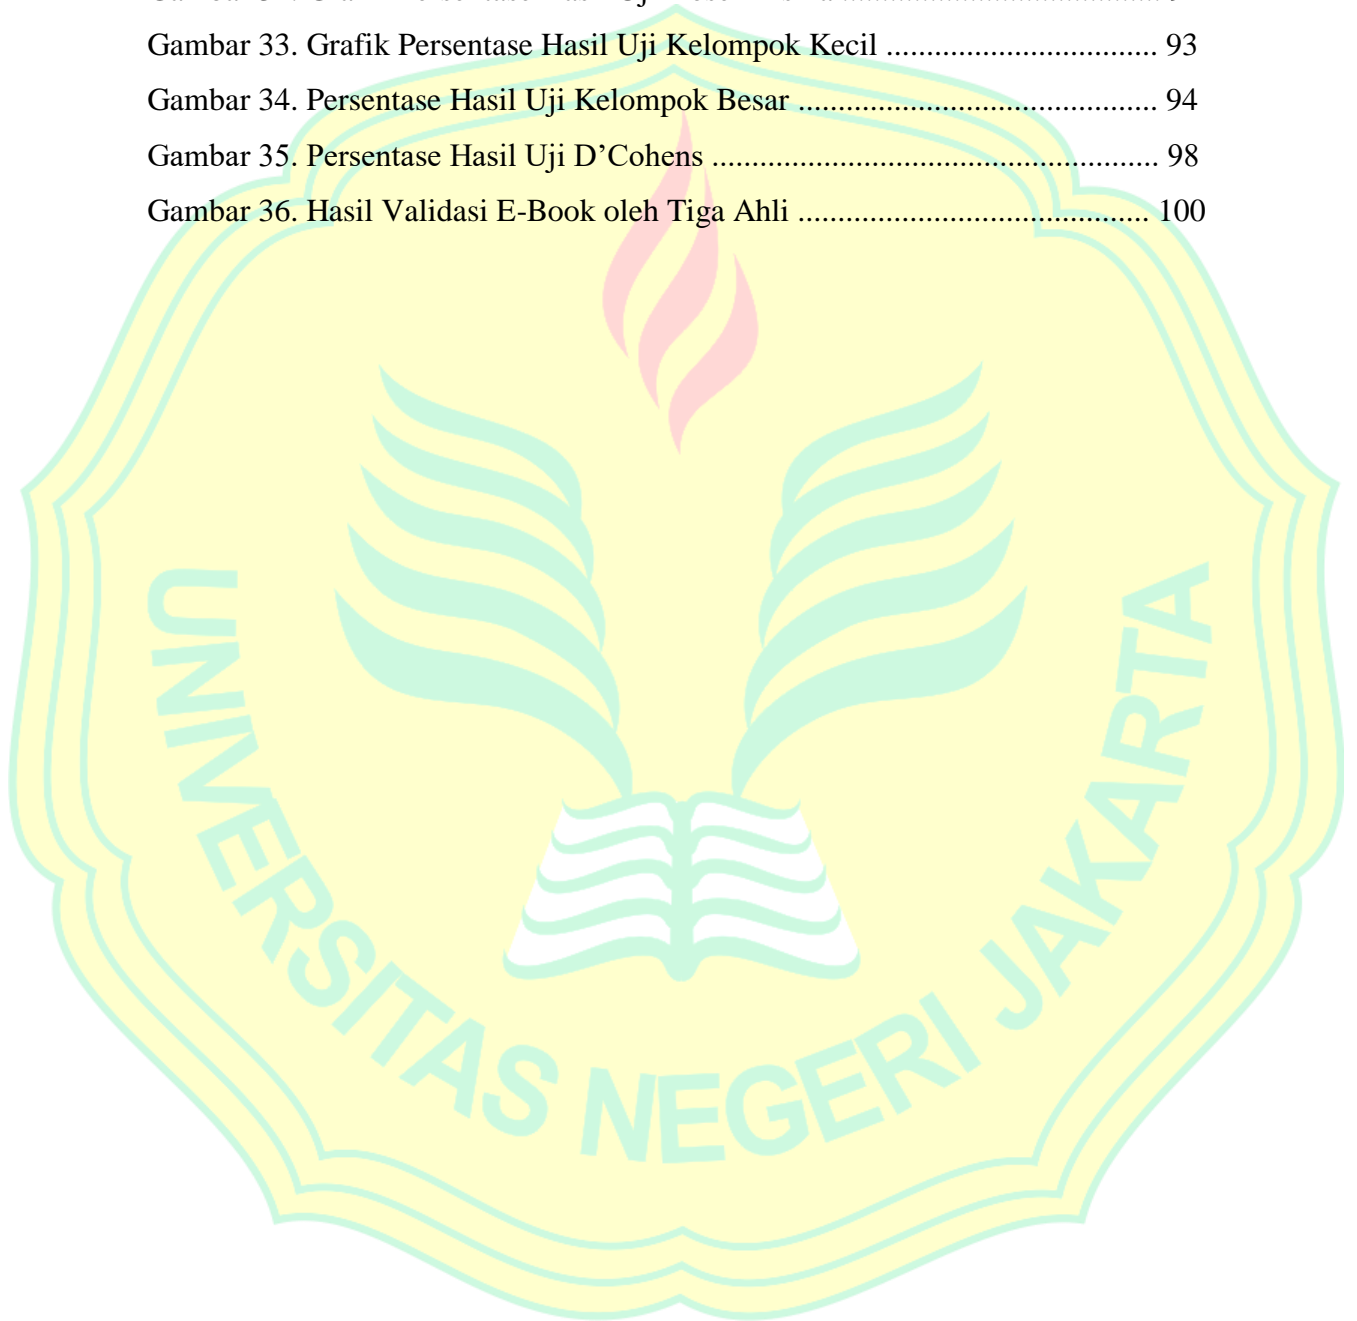 Gambar 33. Grafik Persentase Hasil Uji Kelompok Kecil .................................. 93
Gambar 34. Persentase Hasil Uji Kelompok Besar ............................................. 94
Gambar 35. Persentase Hasil Uji D’Cohens ........................................................ 98
Gambar 36. Hasil Validasi E-Book oleh Tiga Ahli ............................................ 100
UNIVERSITAS NEGERI JAKARTA